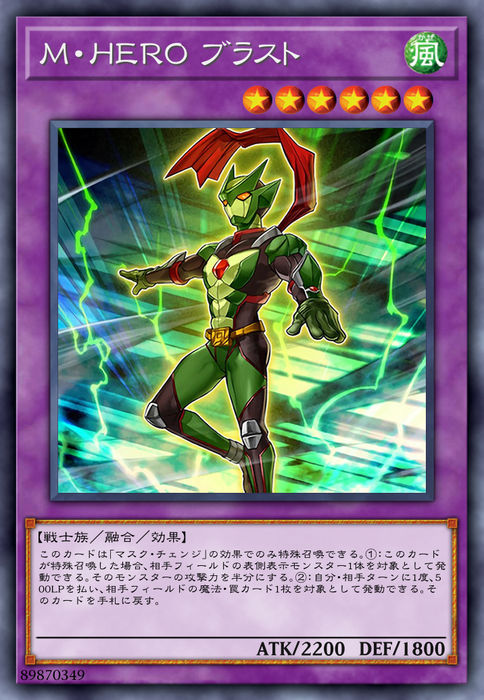 M・HERO ブラスト
かぜ
風
【戦士族／融合／効果】
このカードは「マスク・チェンジ」の効果でのみ特殊召喚できる。①：このカード
が特殊召喚した場合、相手フィールドの表側表示モンスター1体を対象として発
動できる。そのモンスターの攻撃力を半分にする。②：自分・相手ターンに1度、5
00LPを払い、相手フィールドの魔法・罠カード1枚を対象として発動できる。そ
のカードを手札に戻す。
ATK/2200 DEF/1800
89870349